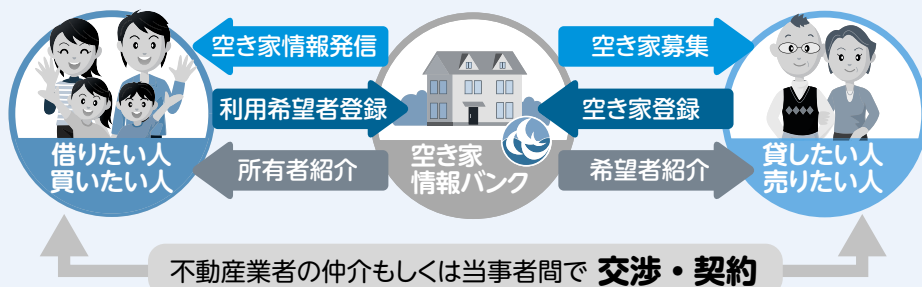 空き家情報発信
空き家募集
利用希望者登録
空き家登録
所有者紹介
希望者紹介
借りたい人
買いたい人
空き家
情報バンク
貸したい人
売りたい人
不動産業者の仲介もしくは当事者間で 交渉・契約